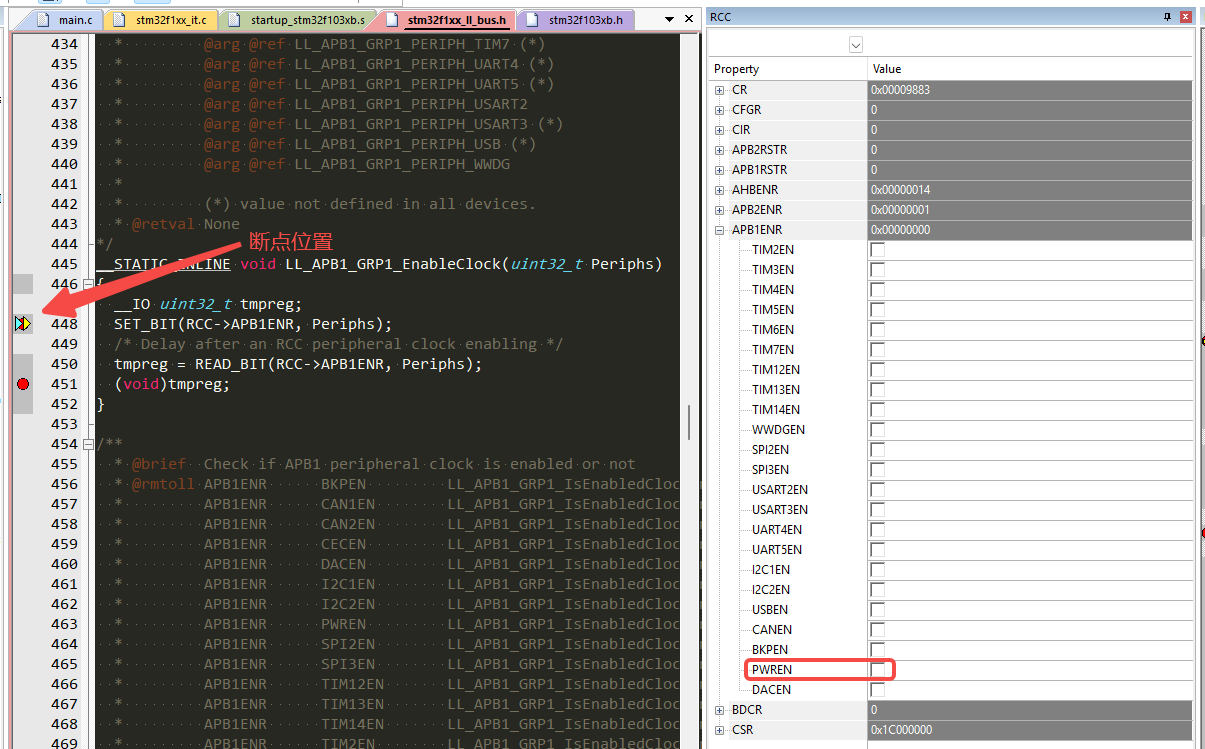 main.c stm32f1xx_it.c startup_stm32f103xb.s stm32f1xx_ll_bus.h stm32f103xb.h
434 * @arg @ref LL_APB1_GRP1_PERIPH_TIM7 (*)
435 * @arg @ref LL_APB1_GRP1_PERIPH_UART4 (*)
436 * @arg @ref LL_APB1_GRP1_PERIPH_UART5 (*)
437 * @arg @ref LL_APB1_GRP1_PERIPH_USART2
438 * @arg @ref LL_APB1_GRP1_PERIPH_USART3 (*)
439 * @arg @ref LL_APB1_GRP1_PERIPH_USB (*)
440 * @arg @ref LL_APB1_GRP1_PERIPH_WWDG
441 *
442 * (*) value not defined in all devices.
443 * @retval None
444 */
断点位置
445 __STATIC_INLINE void LL_APB1_GRP1_EnableClock(uint32_t Periphs)
446 {
__IO uint32_t tmpreg;
448 SET_BIT(RCC->APB1ENR, Periphs);
449 /* Delay after an RCC peripheral clock enabling */
450 tmpreg = READ_BIT(RCC->APB1ENR, Periphs);
451 (void)tmpreg;
452 }
453
454 /**
455 * @brief Check if APB1 peripheral clock is enabled or not
456 * @rmtoll APB1ENR BKPEN LL_APB1_GRP1_IsEnabledCloc
457 * APB1ENR CAN1EN LL_APB1_GRP1_IsEnabledCloc
458 * APB1ENR CAN2EN LL_APB1_GRP1_IsEnabledCloc
459 * APB1ENR CECEN LL_APB1_GRP1_IsEnabledCloc
460 * APB1ENR DACEN LL_APB1_GRP1_IsEnabledCloc
461 * APB1ENR I2C1EN LL_APB1_GRP1_IsEnabledCloc
462 * APB1ENR I2C2EN LL_APB1_GRP1_IsEnabledCloc
463 * APB1ENR PWREN LL_APB1_GRP1_IsEnabledCloc
464 * APB1ENR SPI2EN LL_APB1_GRP1_IsEnabledCloc
465 * APB1ENR SPI3EN LL_APB1_GRP1_IsEnabledCloc
466 * APB1ENR TIM12EN LL_APB1_GRP1_IsEnabledCloc
467 * APB1ENR TIM13EN LL_APB1_GRP1_IsEnabledCloc
468 * APB1ENR TIM14EN LL_APB1_GRP1_IsEnabledCloc
469 * APB1ENR TIM2EN LL_APB1_GRP1_IsEnabledCloc
RCC
Property Value
CR 0x00009883
CFGR 0
CIR 0
APB2RSTR 0
APB1RSTR 0
AHBENR 0x00000014
APB2ENR 0x00000001
APB1ENR 0x00000000
TIM2EN
TIM3EN
TIM4EN
TIM5EN
TIM6EN
TIM7EN
TIM12EN
TIM13EN
TIM14EN
WWDGEN
SPI2EN
SPI3EN
USART2EN
USART3EN
UART4EN
UART5EN
I2C1EN
I2C2EN
USBEN
CANEN
BKPEN
PWREN
DACEN
BDCR 0
CSR 0x1C000000